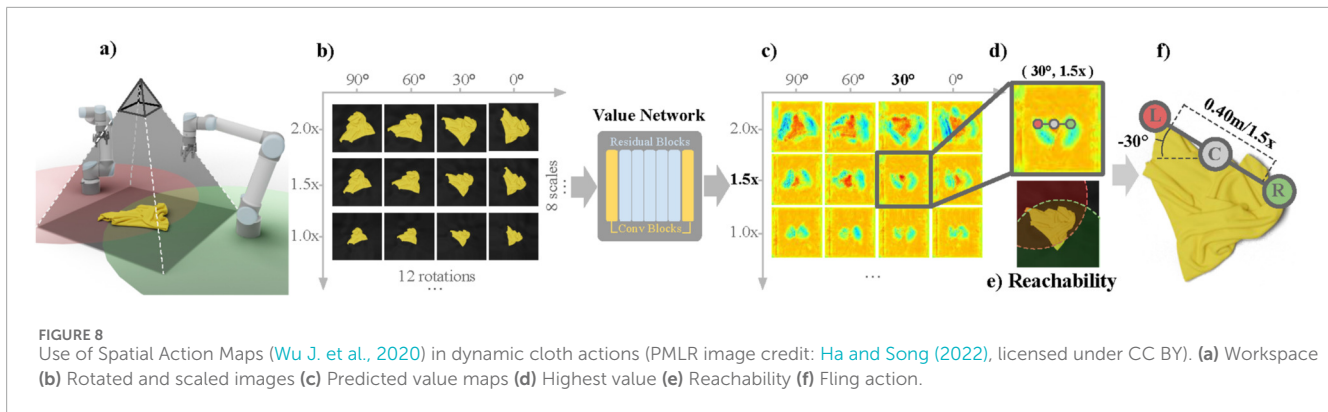 a)
b)
90° 60° 30° 0°
2.0x
1.5x
1.0x
8 scales
...
12 rotations
...
Value Network
Residual Blocks
Conv Blocks
c)
90° 60° 30° 0°
2.0x
1.5x
1.0x
...
d)
( 30°, 1.5x )
e) Reachability
f)
L
0.40m/1.5x
-30°
C
R
FIGURE 8
Use of Spatial Action Maps (Wu J. et al., 2020) in dynamic cloth actions (PMLR image credit: Ha and Song (2022), licensed under CC BY). (a) Workspace
(b) Rotated and scaled images (c) Predicted value maps (d) Highest value (e) Reachability (f) Fling action.